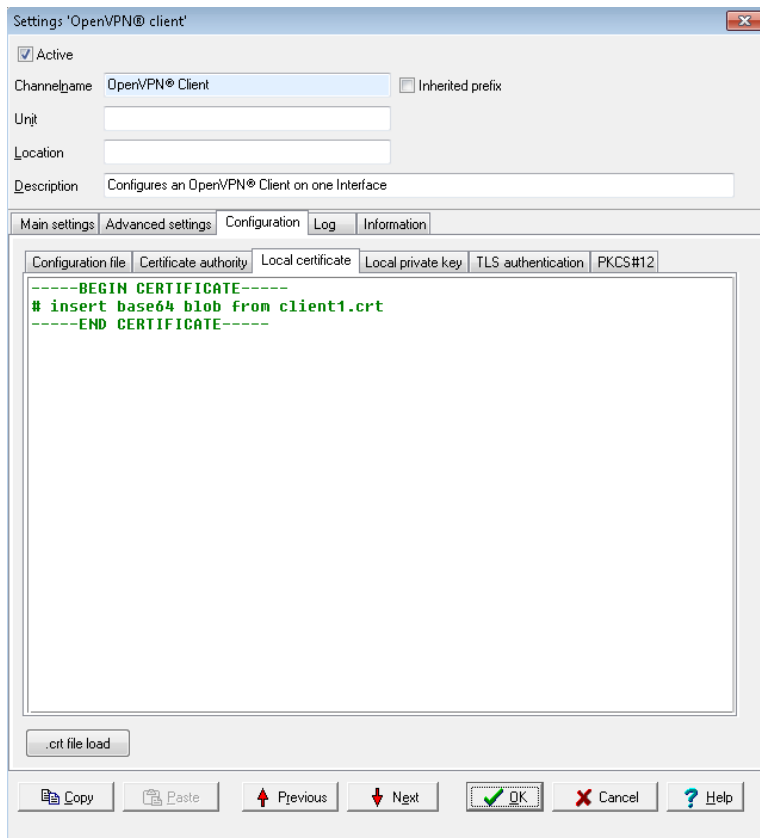 Settings 'OpenVPN® client'
Active
Channelname OpenVPN® Client Inherited prefix
Unit
Location
Description Configures an OpenVPN® Client on one Interface
Main settings Advanced settings Configuration Log Information
Configuration file Certificate authority Local certificate Local private key TLS authentication PKCS#12
-----BEGIN CERTIFICATE-----
# insert base64 blob from client1.crt
-----END CERTIFICATE-----
.crt file load
Copy Paste Previous Next OK Cancel Help